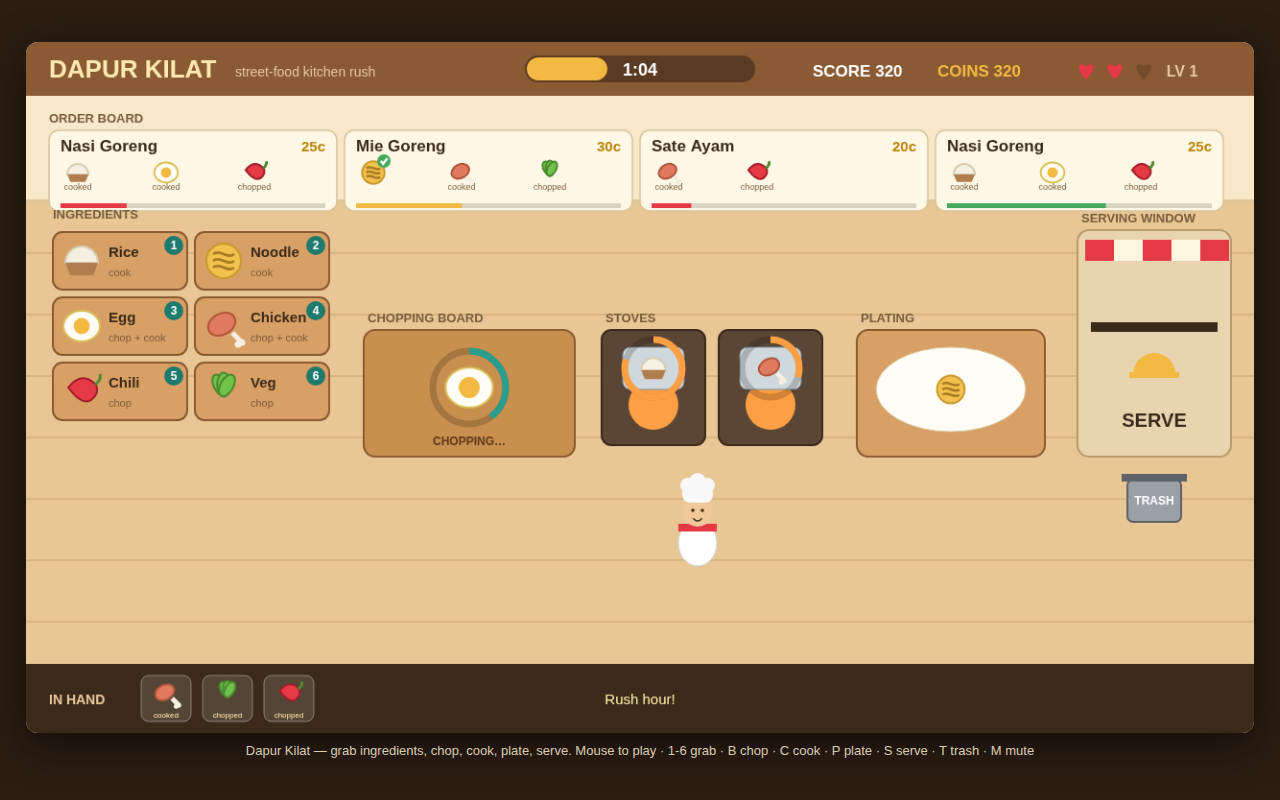 DAPUR KILAT street-food kitchen rush 1:04 SCORE 320 COINS 320 LV 1
ORDER BOARD
Nasi Goreng 25c
cooked cooked chopped
Mie Goreng 30c
cooked chopped
Sate Ayam 20c
cooked chopped
Nasi Goreng 25c
cooked cooked chopped
INGREDIENTS
Rice 1
cook
Noodle 2
cook
Egg 3
chop + cook
Chicken 4
chop + cook
Chili 5
chop
Veg 6
chop
CHOPPING BOARD
CHOPPING...
STOVES
PLATING
SERVING WINDOW
SERVE
TRASH
IN HAND
cooked chopped chopped
Rush hour!
Dapur Kilat — grab ingredients, chop, cook, plate, serve. Mouse to play · 1-6 grab · B chop · C cook · P plate · S serve · T trash · M mute